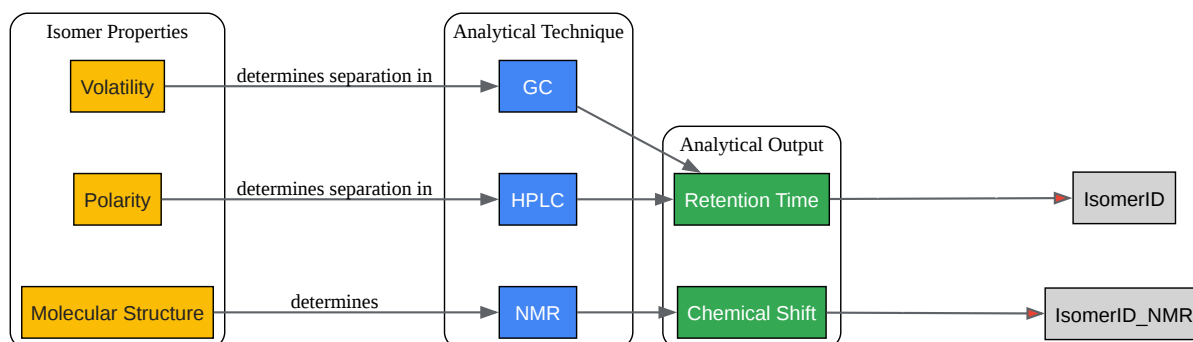 Isomer Properties
Analytical Technique
Volatility
determines separation in
GC
Analytical Output
Polarity
determines separation in
HPLC
Retention Time
IsomerID
Molecular Structure
determines
NMR
Chemical Shift
IsomerID_NMR